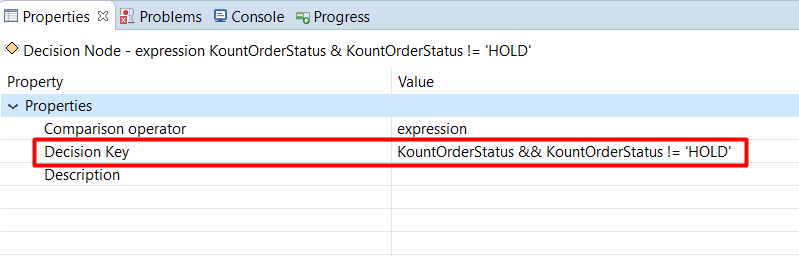 Properties Problems Console Progress
Decision Node - expression KountOrderStatus & KountOrderStatus != 'HOLD'
Property Value
Properties
Comparison operator expression
Decision Key KountOrderStatus && KountOrderStatus != 'HOLD'
Description